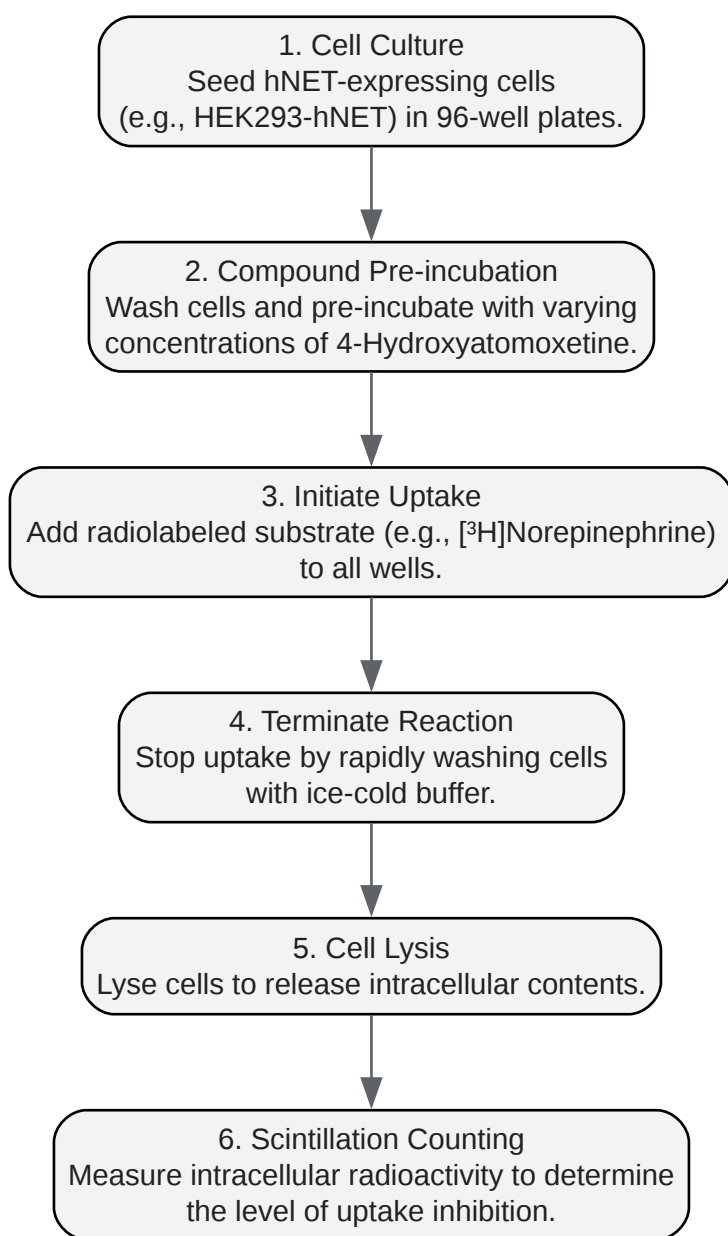 1. Cell Culture
Seed hNET-expressing cells
(e.g., HEK293-hNET) in 96-well plates.
2. Compound Pre-incubation
Wash cells and pre-incubate with varying
concentrations of 4-Hydroxyatomoxetine.
3. Initiate Uptake
Add radiolabeled substrate (e.g., [³H]Norepinephrine)
to all wells.
4. Terminate Reaction
Stop uptake by rapidly washing cells
with ice-cold buffer.
5. Cell Lysis
Lyse cells to release intracellular contents.
6. Scintillation Counting
Measure intracellular radioactivity to determine
the level of uptake inhibition.